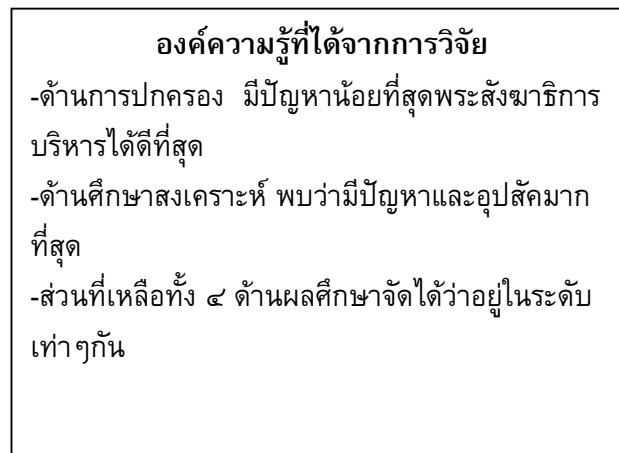 องค์ความรู้ที่ได้จากการวิจัย
-ด้านการปกครอง มีปัญหาน้อยที่สุดพระสังฆาธิการ
บริหารได้ดีที่สุด
-ด้านศึกษาสงเคราะห์ พบว่ามีปัญหาและอุปสัคมาก
ที่สุด
-ส่วนที่เหลือทั้ง ๔ ด้านผลศึกษาจัดได้ว่าอยู่ในระดับ
เท่าๆกัน